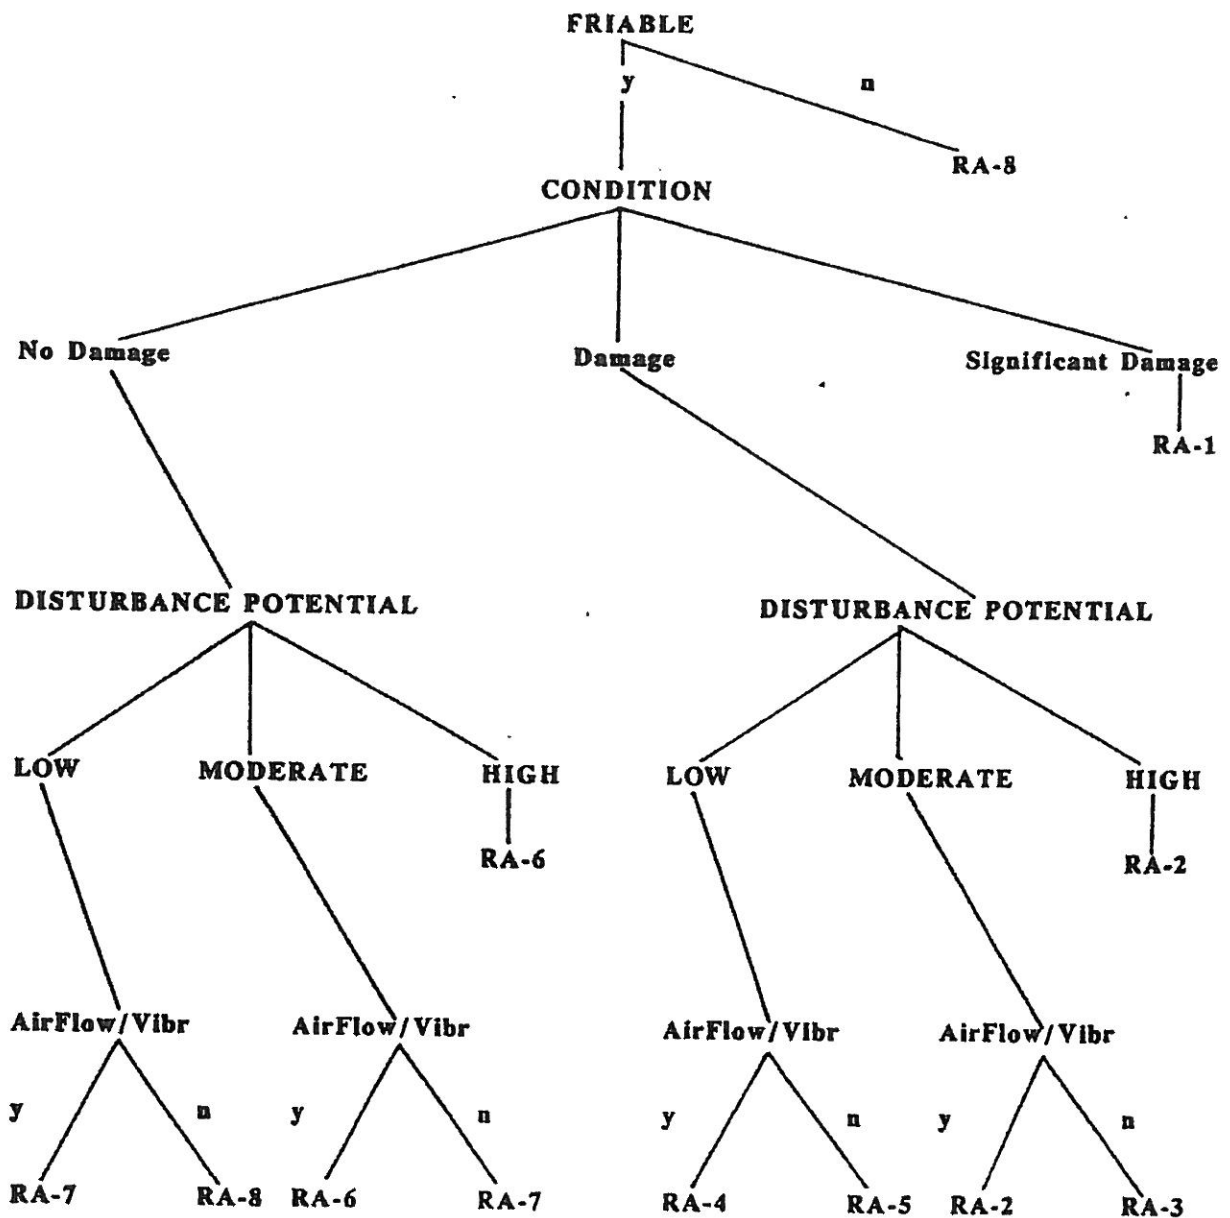 FRIABLE
y n
RA-8
CONDITION
No Damage Damage Significant Damage
RA-1
DISTURBANCE POTENTIAL DISTURBANCE POTENTIAL
LOW MODERATE HIGH LOW MODERATE HIGH
RA-6 RA-2
AirFlow/Vibr AirFlow/Vibr AirFlow/Vibr AirFlow/Vibr
y n y n y n y n
RA-7 RA-8 RA-6 RA-7 RA-4 RA-5 RA-2 RA-3